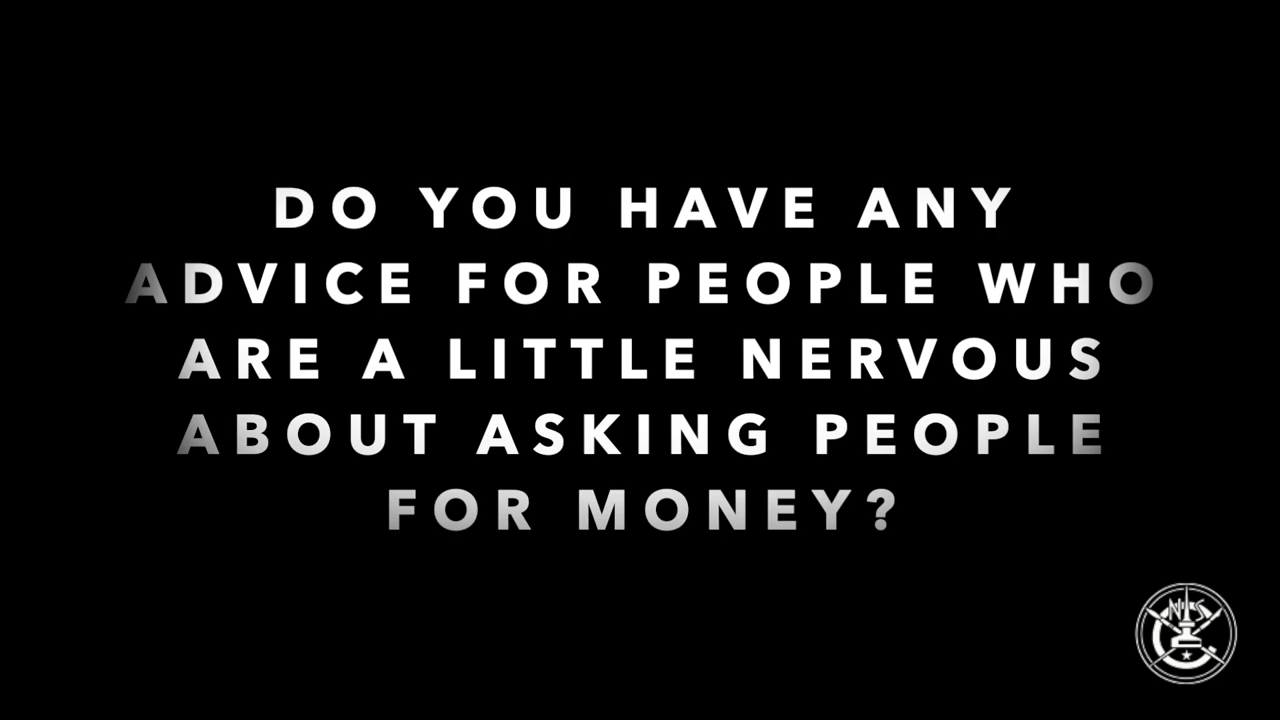 DO YOU HAVE ANY
ADVICE FOR PEOPLE WHO
ARE A LITTLE NERVOUS
ABOUT ASKING PEOPLE
FOR MONEY?